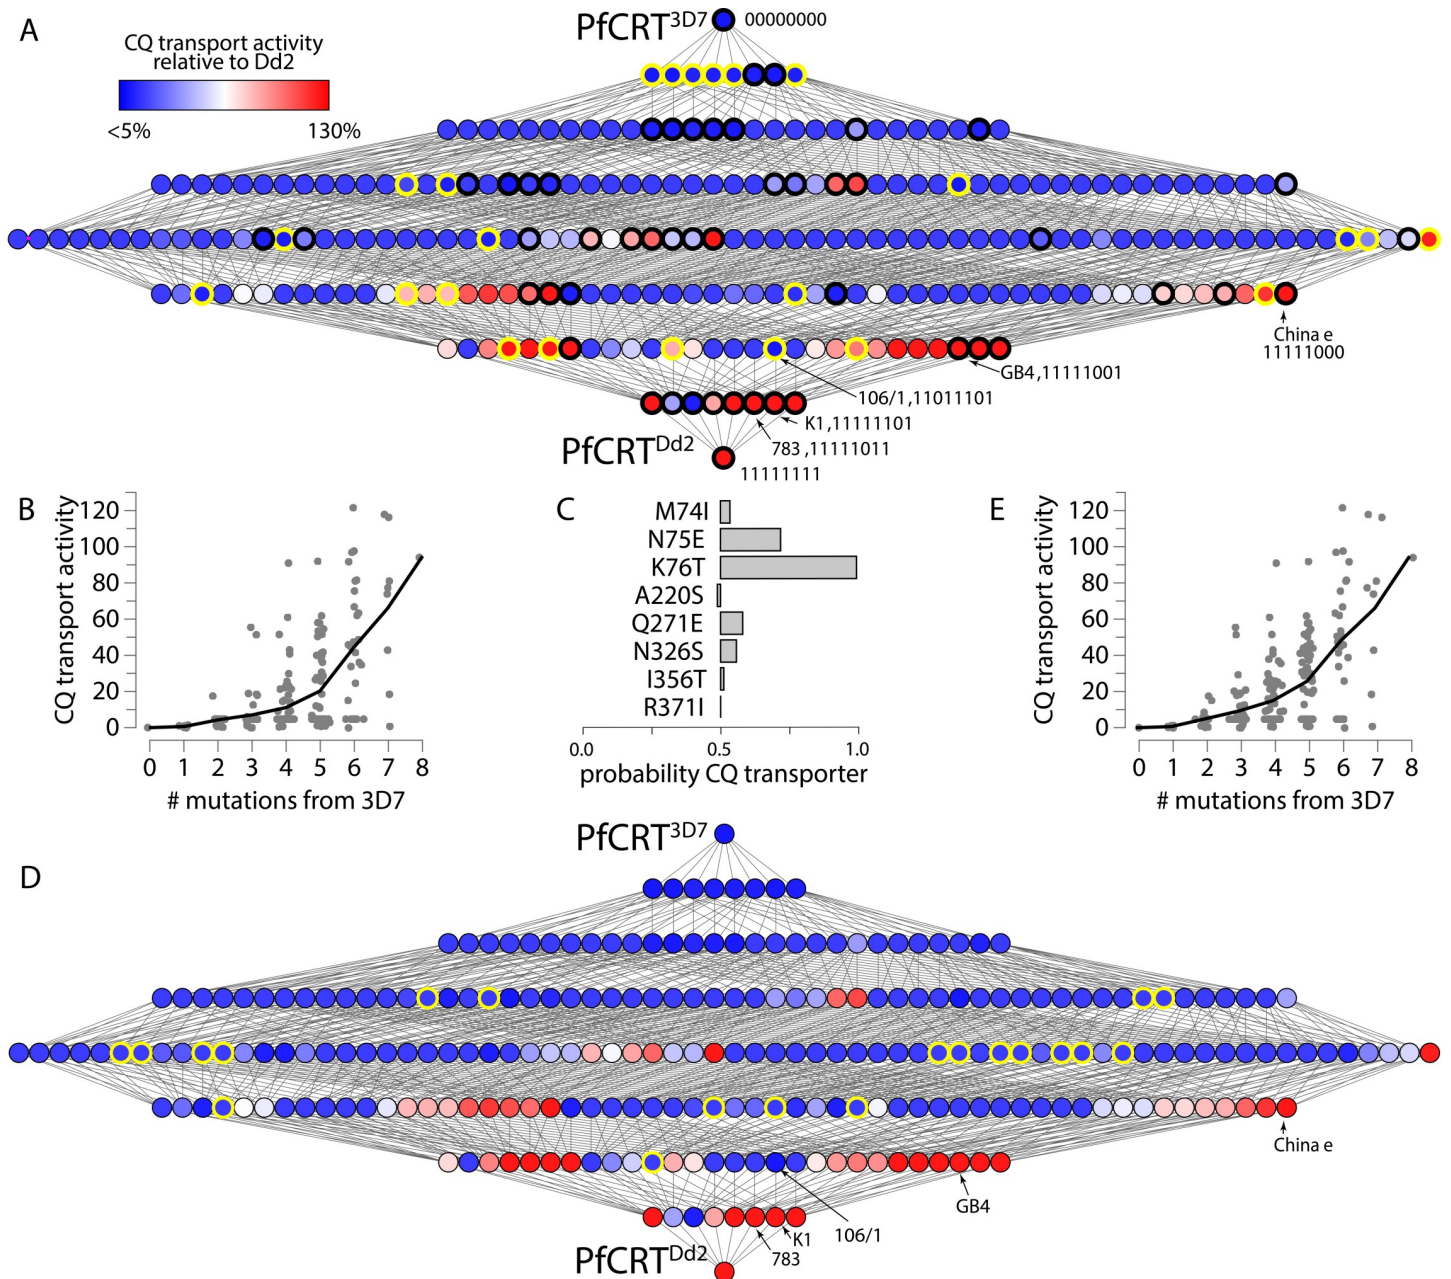 A
PfCRT3D7
00000000
CQ transport activity
relative to Dd2
<5%
130%
China e
11111000
GB4,11111001
106/1,11011101
K1,11111101
783,11111011
PfCRTDd2
11111111
B
CQ transport activity
120
100
80
60
40
20
0
0 1 2 3 4 5 6 7 8
# mutations from 3D7
C
M74I
N75E
K76T
A220S
Q271E
N326S
I356T
R371I
0.0 0.5 1.0
probability CQ transporter
E
CQ transport activity
120
100
80
60
40
20
0
0 1 2 3 4 5 6 7 8
# mutations from 3D7
PfCRT3D7
D
China e
GB4
106/1
K1
783
PfCRTDd2